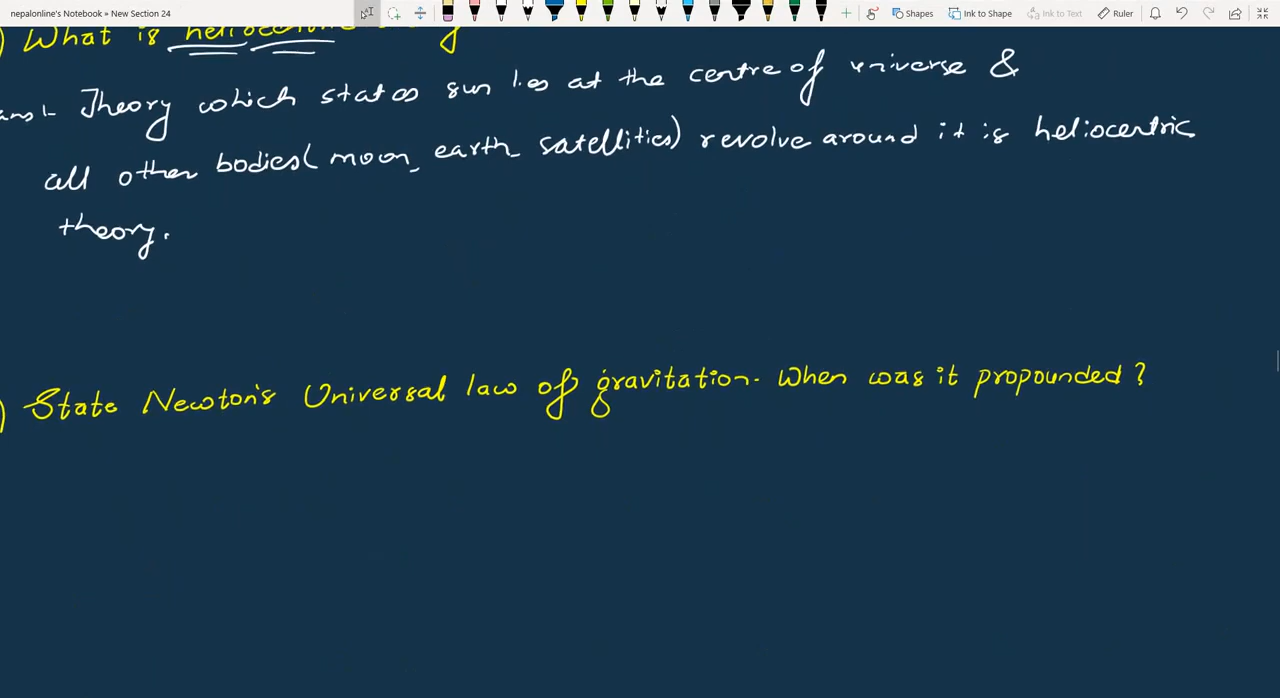 nepalonline's Notebook » New Section 24
Shapes Ink to Shape Ink to Text Ruler
) What is
ans:- Theory which states sun lies at the centre of universe &
all other bodies( moon, earth satellities) revolve around it is heliocentric
theory.
) State Newton's Universal law of gravitation. When was it propounded?